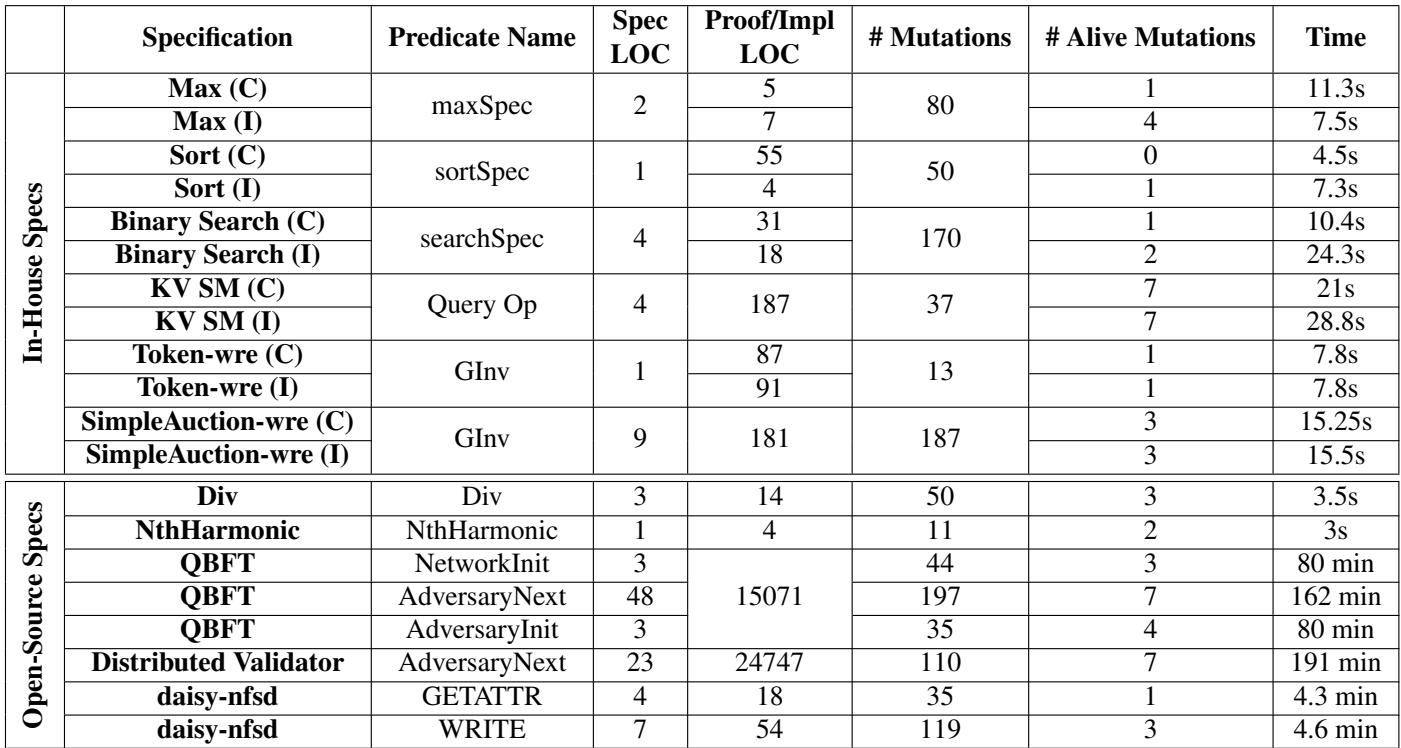 Specification Predicate Name Spec LOC Proof/Impl LOC # Mutations # Alive Mutations Time
In-House Specs
Max (C) maxSpec 2 5 80 1 11.3s
Max (I) 7 4 7.5s
Sort (C) sortSpec 1 55 50 0 4.5s
Sort (I) 4 1 7.3s
Binary Search (C) searchSpec 4 31 170 1 10.4s
Binary Search (I) 18 2 24.3s
KV SM (C) Query Op 4 187 37 7 21s
KV SM (I) 7 28.8s
Token-wre (C) GInv 1 87 13 1 7.8s
Token-wre (I) 91 1 7.8s
SimpleAuction-wre (C) GInv 9 181 187 3 15.25s
SimpleAuction-wre (I) 3 15.5s
Open-Source Specs
Div Div 3 14 50 3 3.5s
NthHarmonic NthHarmonic 1 4 11 2 3s
QBFT NetworkInit 3 15071 44 3 80 min
QBFT AdversaryNext 48 197 7 162 min
QBFT AdversaryInit 3 35 4 80 min
Distributed Validator AdversaryNext 23 24747 110 7 191 min
daisy-nfsd GETATTR 4 18 35 1 4.3 min
daisy-nfsd WRITE 7 54 119 3 4.6 min